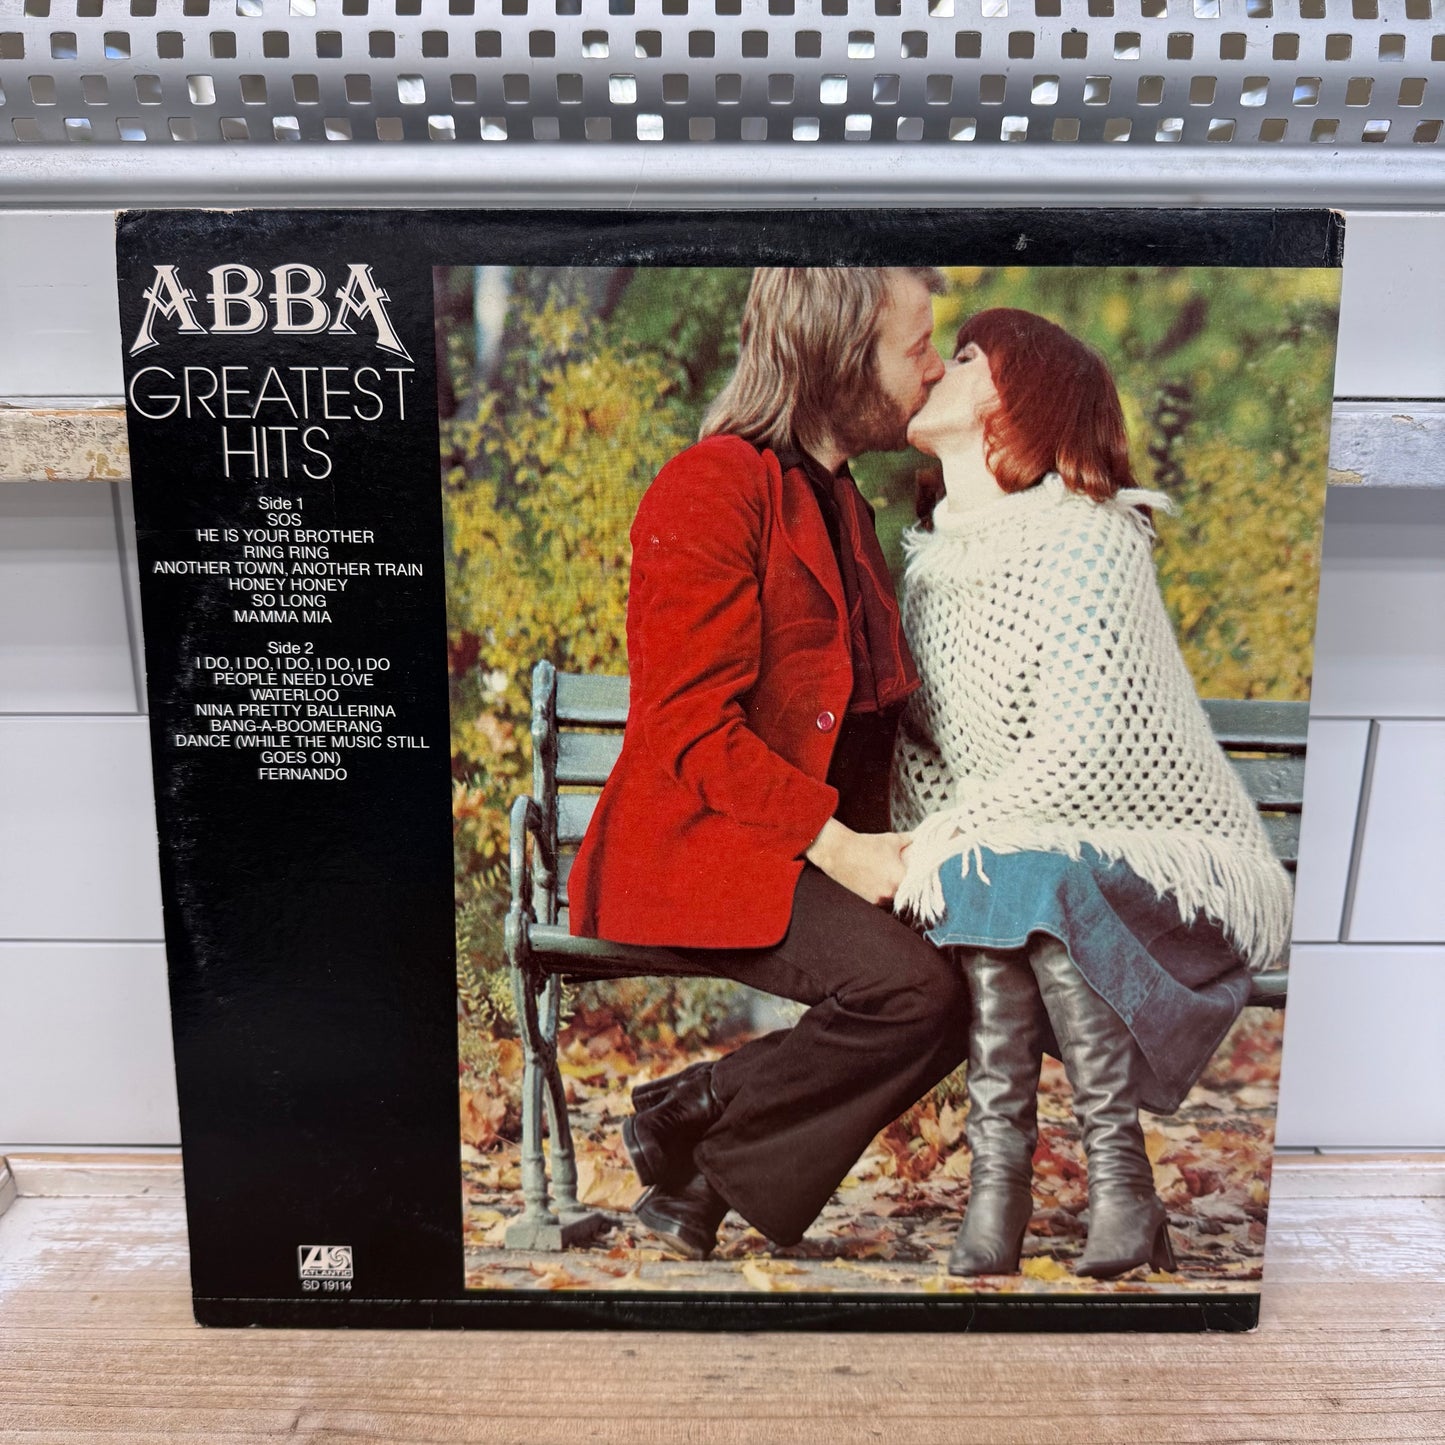 ABBA
GREATEST
HITS
Side 1
SOS
HE IS YOUR BROTHER
RING RING
ANOTHER TOWN, ANOTHER TRAIN
HONEY HONEY
SO LONG
MAMMA MIA
Side 2
I DO, I DO, I DO, I DO, I DO
PEOPLE NEED LOVE
WATERLOO
NINA PRETTY BALLERINA
BANG-A-BOOMERANG
DANCE (WHILE THE MUSIC STILL
GOES ON)
FERNANDO
ATLANTIC
SD 19114